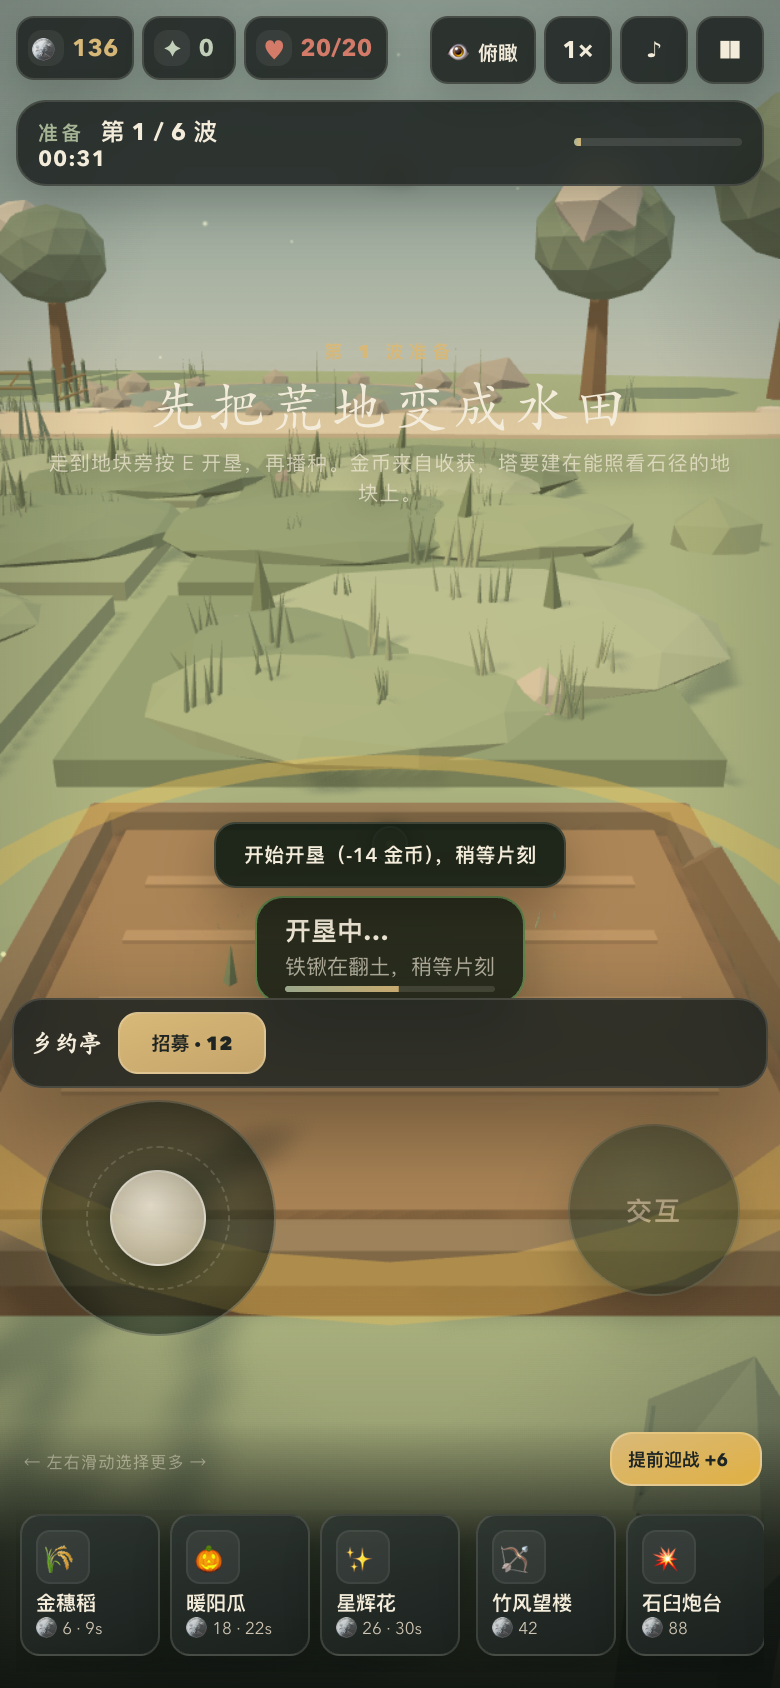 136
0
20/20
俯瞰
1×
准备 第 1 / 6 波
00:31
先把荒地变成水田
走到地块旁按 E 开垦，再播种。金币来自收获，塔要建在能照看石径的地
块上。
开始开垦（-14 金币），稍等片刻
开垦中…
铁锹在翻土，稍等片刻
乡约亭
招募 • 12
交互
← 左右滑动选择更多 →
提前迎战 +6
金穗稻
6 · 9s
暖阳瓜
18 · 22s
星辉花
26 · 30s
竹风望楼
42
石臼炮台
88